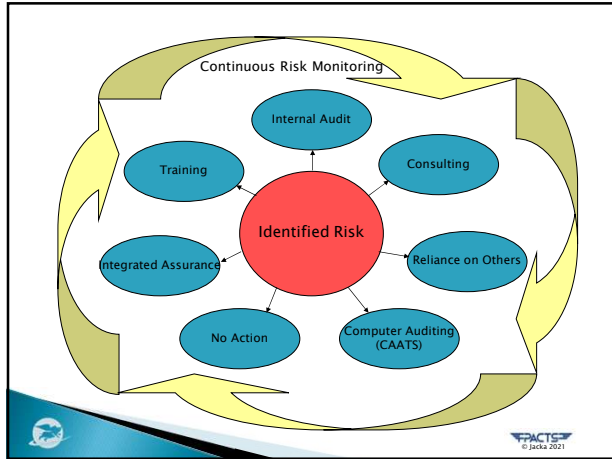 Continuous Risk Monitoring
Internal Audit
Training
Consulting
Identified Risk
Integrated Assurance
Reliance on Others
No Action
Computer Auditing
(CAATS)
PACTS
© Jacka 2021